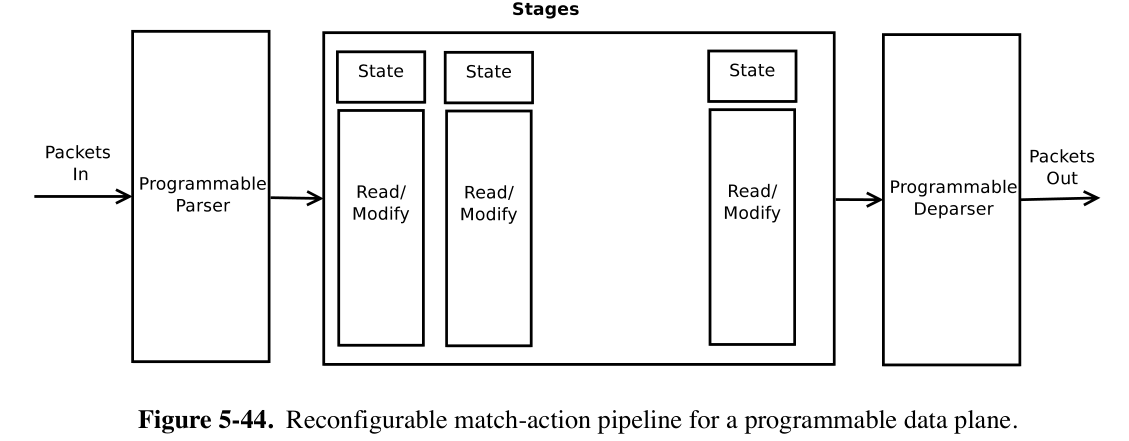 Stages
State
State
State
Packets
In
Programmable
Parser
Read/
Modify
Read/
Modify
Read/
Modify
Programmable
Deparser
Packets
Out
Figure 5-44. Reconfigurable match-action pipeline for a programmable data plane.